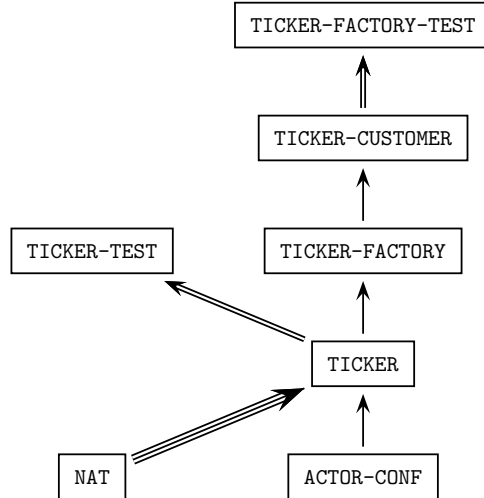 TICKER-FACTORY-TEST
TICKER-CUSTOMER
TICKER-TEST
TICKER-FACTORY
TICKER
NAT
ACTOR-CONF